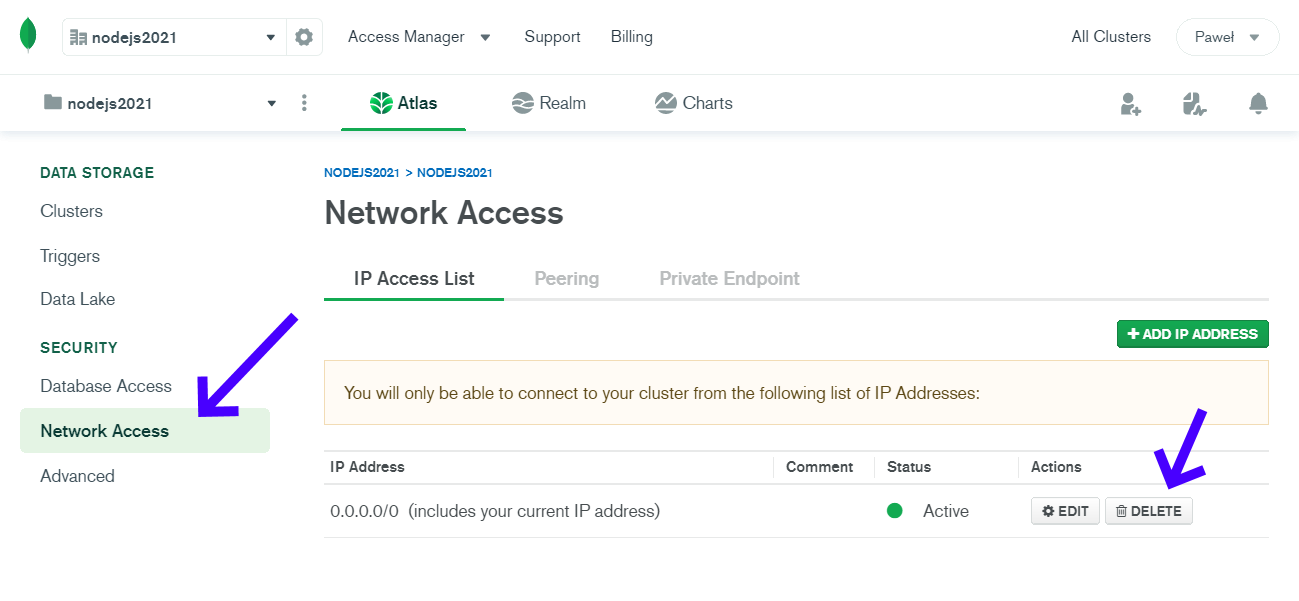 nodejs2021 Access Manager Support Billing All Clusters Paweł
nodejs2021 Atlas Realm Charts
DATA STORAGE
Clusters
Triggers
Data Lake
SECURITY
Database Access
Network Access
Advanced
NODEJS2021 > NODEJS2021
Network Access
IP Access List Peering Private Endpoint
+ ADD IP ADDRESS
You will only be able to connect to your cluster from the following list of IP Addresses:
IP Address Comment Status Actions
0.0.0.0/0 (includes your current IP address) Active EDIT DELETE